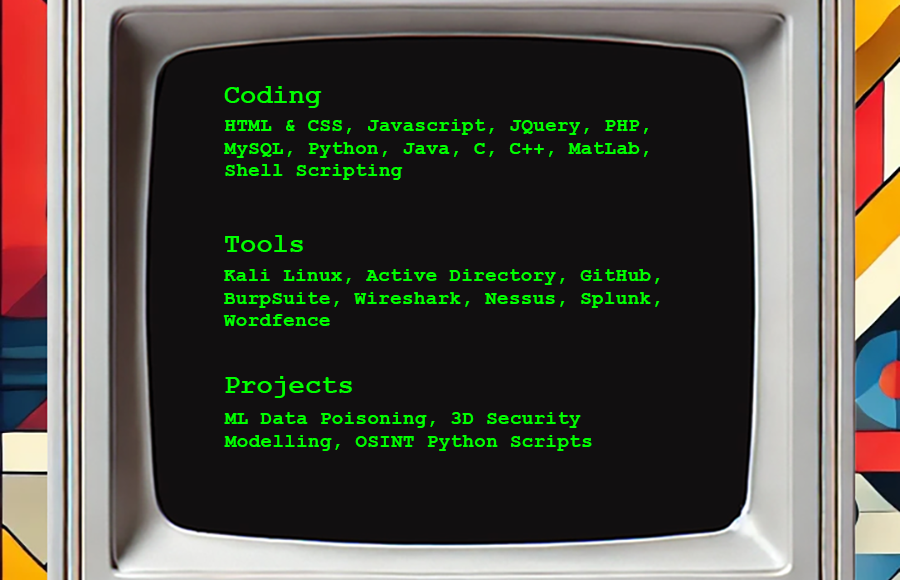 Coding
HTML & CSS, Javascript, JQuery, PHP,
MySQL, Python, Java, C, C++, MatLab,
Shell Scripting
Tools
Kali Linux, Active Directory, GitHub,
BurpSuite, Wireshark, Nessus, Splunk,
Wordfence
Projects
ML Data Poisoning, 3D Security
Modelling, OSINT Python Scripts